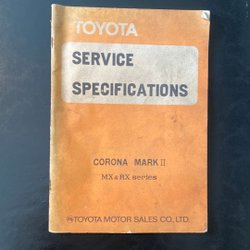 TOYOTA
SERVICE
SPECIFICATIONS
CORONA MARK II
MX & RX series
TOYOTA MOTOR SALES CO., LTD.